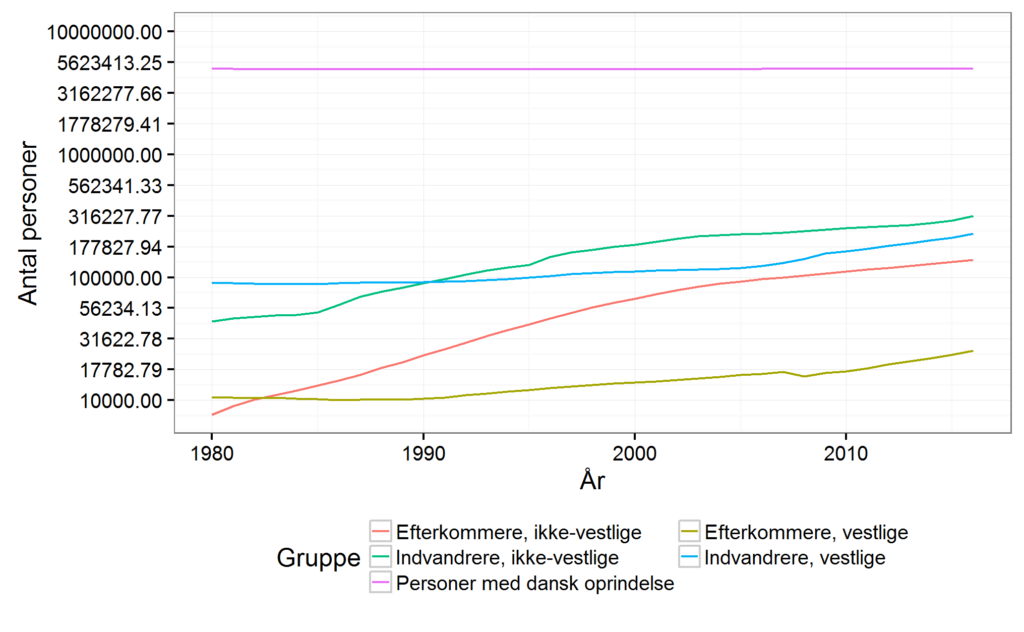 10000000.00
5623413.25
3162277.66
1778279.41
1000000.00
562341.33
316227.77
177827.94
100000.00
56234.13
31622.78
17782.79
10000.00
Antal personer
1980 1990 2000 2010
År
Gruppe
Efterkommere, ikke-vestlige Efterkommere, vestlige
Indvandrere, ikke-vestlige Indvandrere, vestlige
Personer med dansk oprindelse